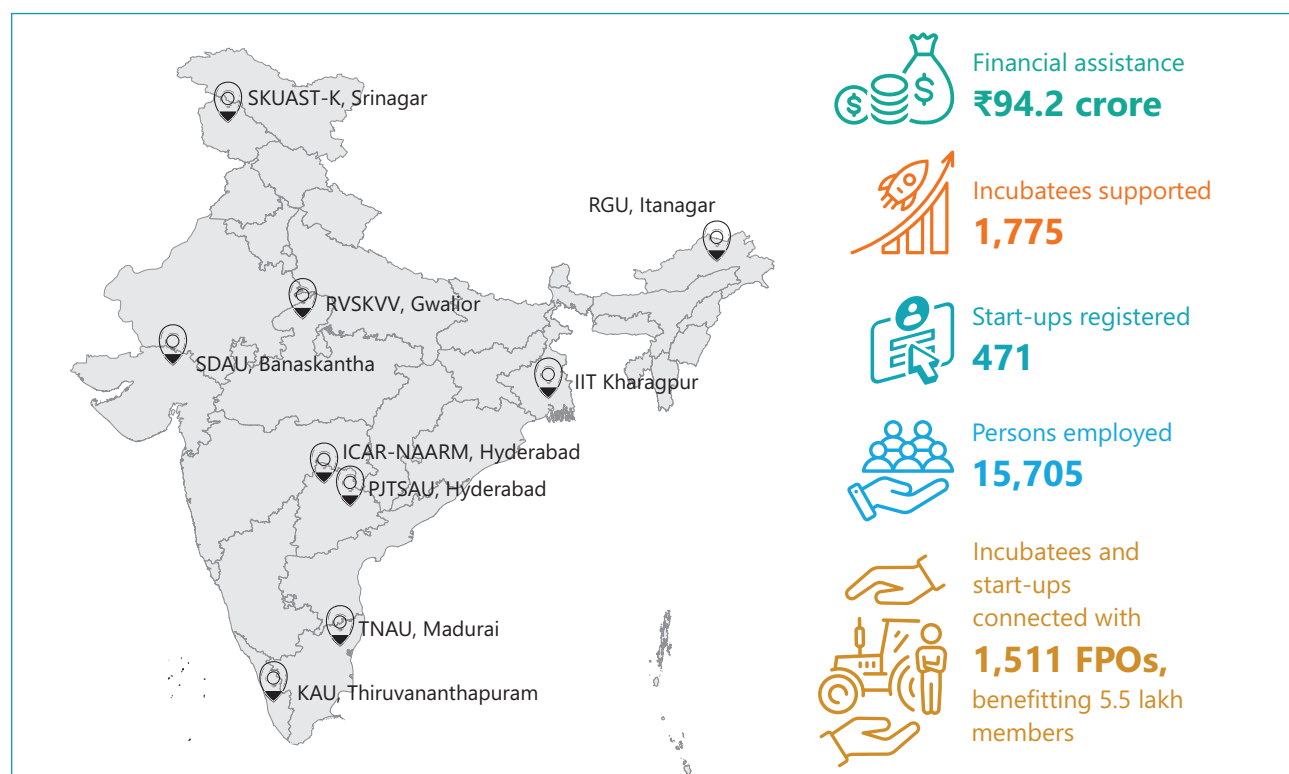 SKUAST-K, Srinagar
RGU, Itanagar
RVSKVV, Gwalior
SDAU, Banaskantha
IIT Kharagpur
ICAR-NAARM, Hyderabad
PJTSAU, Hyderabad
TNAU, Madurai
KAU, Thiruvananthapuram
Financial assistance
₹94.2 crore
Incubatees supported
1,775
Start-ups registered
471
Persons employed
15,705
Incubatees and
start-ups
connected with
1,511 FPOs,
benefitting 5.5 lakh
members